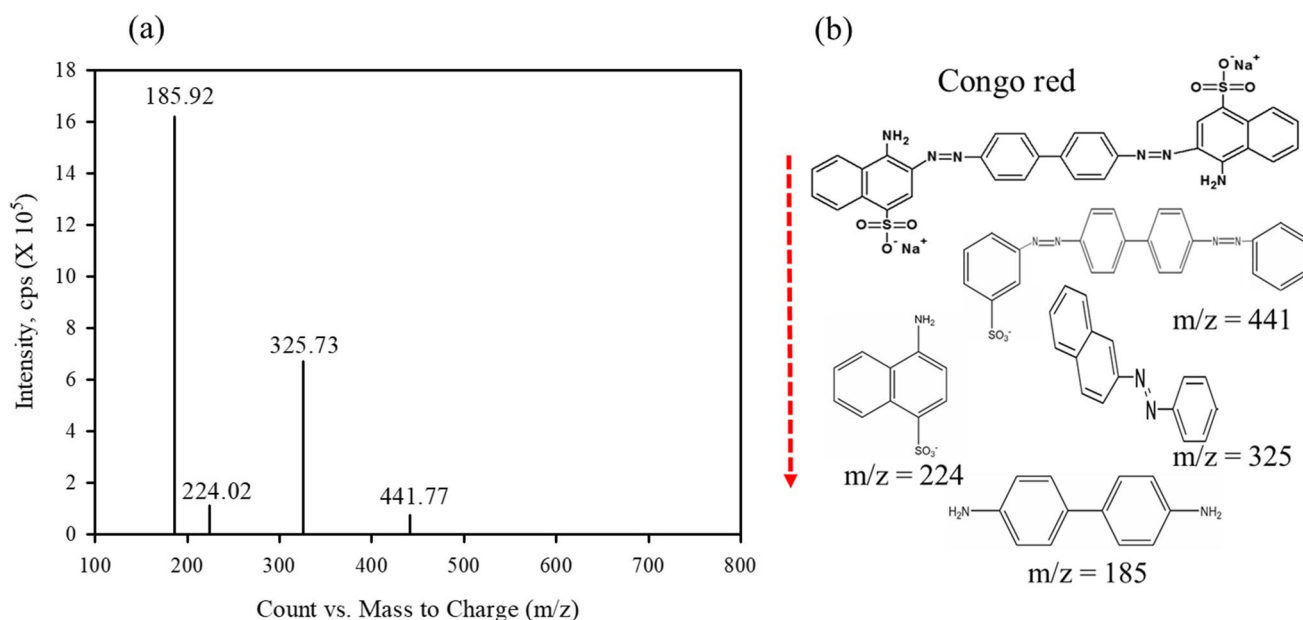 (a)
18
16
14
12
10
8
6
4
2
0
Intensity, cps (X 10⁵)
185.92
224.02
325.73
441.77
100 200 300 400 500 600 700 800
Count vs. Mass to Charge (m/z)
(b)
Congo red
O⁻Na⁺
O=S=O
NH₂
N=N
N=N
H₂N
O=S=O
O⁻Na⁺
N=N
N=N
SO₃⁻
m/z = 441
NH₂
SO₃⁻
m/z = 224
N
N
m/z = 325
H₂N
NH₂
m/z = 185